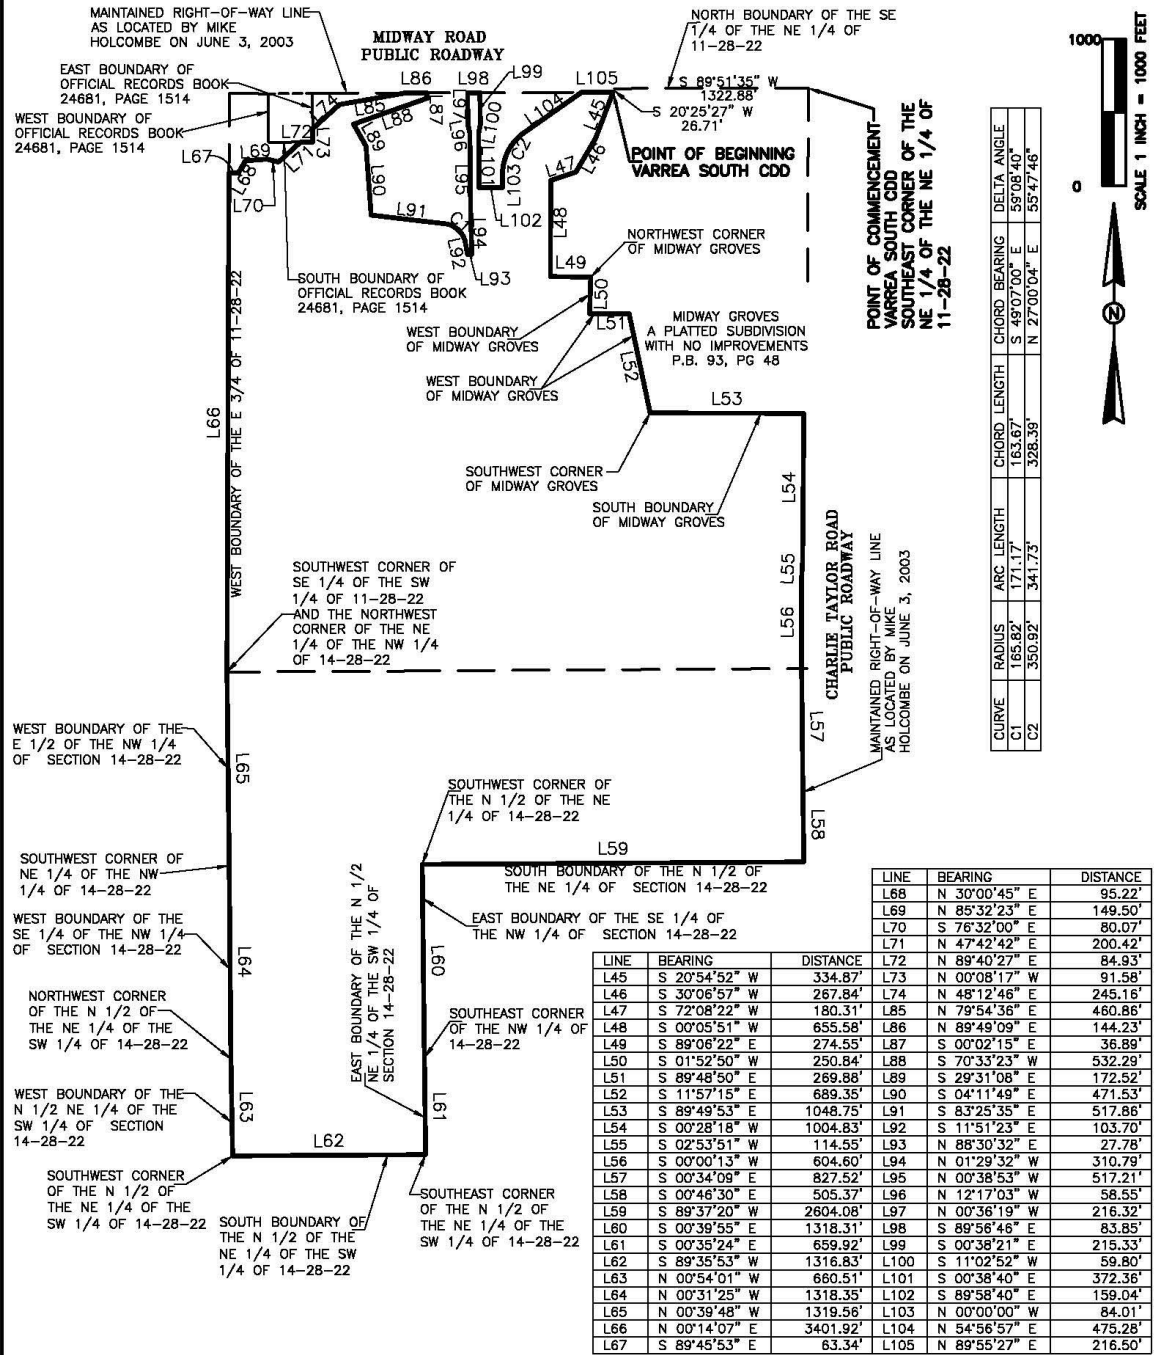 MAINTAINED RIGHT-OF-WAY LINE
AS LOCATED BY MIKE
HOLCOMBE ON JUNE 3, 2003
MIDWAY ROAD
PUBLIC ROADWAY
NORTH BOUNDARY OF THE SE
1/4 OF THE NE 1/4 OF
11-28-22
EAST BOUNDARY OF
OFFICIAL RECORDS BOOK
24681, PAGE 1514
WEST BOUNDARY OF
OFFICIAL RECORDS BOOK
24681, PAGE 1514
L86
L98
L99
L105
S 89°51'35" W
1322.88'
S 20°25'27" W
26.71'
POINT OF BEGINNING
VARREA SOUTH CDD
L74
L85
L88
L87
L97
L100
L104
L45
L72
L73
L71
L89
L96
C2
L46
L67
L69
L68
L70
L90
L95
L101
L103
L102
L47
L48
L91
C1
L92
L94
L93
L49
L50
L51
NORTHWEST CORNER
OF MIDWAY GROVES
SOUTH BOUNDARY OF
OFFICIAL RECORDS BOOK
24681, PAGE 1514
WEST BOUNDARY
OF MIDWAY GROVES
MIDWAY GROVES
A PLATTED SUBDIVISION
WITH NO IMPROVEMENTS
P.B. 93, PG 48
WEST BOUNDARY
OF MIDWAY GROVES
L52
L53
SOUTHWEST CORNER
OF MIDWAY GROVES
SOUTH BOUNDARY
OF MIDWAY GROVES
L54
L55
L56
L66
WEST BOUNDARY OF THE E 3/4 OF 11-28-22
SOUTHWEST CORNER OF
SE 1/4 OF THE SW
1/4 OF 11-28-22
AND THE NORTHWEST
CORNER OF THE NE
1/4 OF THE NW 1/4
OF 14-28-22
CHARLIE TAYLOR ROAD
PUBLIC ROADWAY
MAINTAINED RIGHT-OF-WAY LINE
AS LOCATED BY MIKE
HOLCOMBE ON JUNE 3, 2003
POINT OF COMMENCEMENT
VARREA SOUTH CDD
SOUTHEAST CORNER OF THE
NE 1/4 OF THE NE 1/4 OF
11-28-22
1000
0
SCALE 1 INCH = 1000 FEET
N
CURVE RADIUS ARC LENGTH CHORD LENGTH CHORD BEARING DELTA ANGLE
C1 165.82' 171.17' 163.67' S 49°07'00" E 59°08'40"
C2 350.92' 341.73' 328.39' N 27°00'04" E 55°47'46"
WEST BOUNDARY OF THE
E 1/2 OF THE NW 1/4
OF SECTION 14-28-22
L65
L57
L58
SOUTHWEST CORNER OF
THE N 1/2 OF THE NE
1/4 OF 14-28-22
L59
SOUTHWEST CORNER OF
NE 1/4 OF THE NW
1/4 OF 14-28-22
SOUTH BOUNDARY OF THE N 1/2 OF
THE NE 1/4 OF SECTION 14-28-22
WEST BOUNDARY OF THE
SE 1/4 OF THE NW 1/4
OF SECTION 14-28-22
EAST BOUNDARY OF THE SE 1/4 OF
THE NW 1/4 OF SECTION 14-28-22
L64
L60
EAST BOUNDARY OF THE N 1/2
NE 1/4 OF THE SW 1/4 OF
SECTION 14-28-22
NORTHWEST CORNER
OF THE N 1/2 OF
THE NE 1/4 OF THE
SW 1/4 OF 14-28-22
SOUTHEAST CORNER
OF THE NW 1/4 OF
14-28-22
WEST BOUNDARY OF THE
N 1/2 NE 1/4 OF THE
SW 1/4 OF SECTION
14-28-22
L63
L61
L62
SOUTHWEST CORNER
OF THE N 1/2 OF
THE NE 1/4 OF THE
SW 1/4 OF 14-28-22
SOUTH BOUNDARY OF
THE N 1/2 OF THE
NE 1/4 OF THE SW
1/4 OF 14-28-22
SOUTHEAST CORNER
OF THE N 1/2 OF
THE NE 1/4 OF THE
SW 1/4 OF 14-28-22
LINE BEARING DISTANCE
L45 S 20°54'52" W 334.87'
L46 S 30°06'57" W 267.84'
L47 S 72°08'22" W 180.31'
L48 S 00°05'51" W 655.58'
L49 S 89°06'22" E 274.55'
L50 S 01°52'50" W 250.84'
L51 S 89°48'50" E 269.88'
L52 S 11°57'15" E 689.35'
L53 S 89°49'53" E 1048.75'
L54 S 00°28'18" W 1004.83'
L55 S 02°53'51" W 114.55'
L56 S 00°00'13" W 604.60'
L57 S 00°34'09" E 827.52'
L58 S 00°46'30" E 505.37'
L59 S 89°37'20" W 2604.08'
L60 S 00°39'55" E 1318.31'
L61 S 00°35'24" E 659.92'
L62 S 89°35'53" W 1316.83'
L63 N 00°54'01" W 660.51'
L64 N 00°31'25" W 1318.35'
L65 N 00°39'48" W 1319.56'
L66 N 00°14'07" E 3401.92'
L67 S 89°45'53" E 63.34'
LINE BEARING DISTANCE
L68 N 30°00'45" E 95.22'
L69 N 85°32'23" E 149.50'
L70 S 76°32'00" E 80.07'
L71 N 47°42'42" E 200.42'
L72 N 89°40'27" E 84.93'
L73 N 00°08'17" W 91.58'
L74 N 48°12'46" E 245.16'
L85 N 79°54'36" E 460.86'
L86 N 89°49'09" E 144.23'
L87 S 00°02'15" E 36.89'
L88 S 70°33'23" W 532.29'
L89 S 29°31'08" E 172.52'
L90 S 04°11'49" E 471.53'
L91 S 83°25'35" E 517.86'
L92 S 11°51'23" E 103.70'
L93 N 88°30'32" E 27.78'
L94 N 01°29'32" W 310.79'
L95 N 00°38'53" W 517.21'
L96 N 12°17'03" W 58.55'
L97 N 00°36'19" W 216.32'
L98 S 89°56'46" E 83.85'
L99 S 00°38'21" E 215.33'
L100 S 11°02'52" W 59.80'
L101 S 00°38'40" E 372.36'
L102 S 89°58'40" E 159.04'
L103 N 00°00'00" W 84.01'
L104 N 54°56'57" E 475.28'
L105 N 89°55'27" E 216.50'